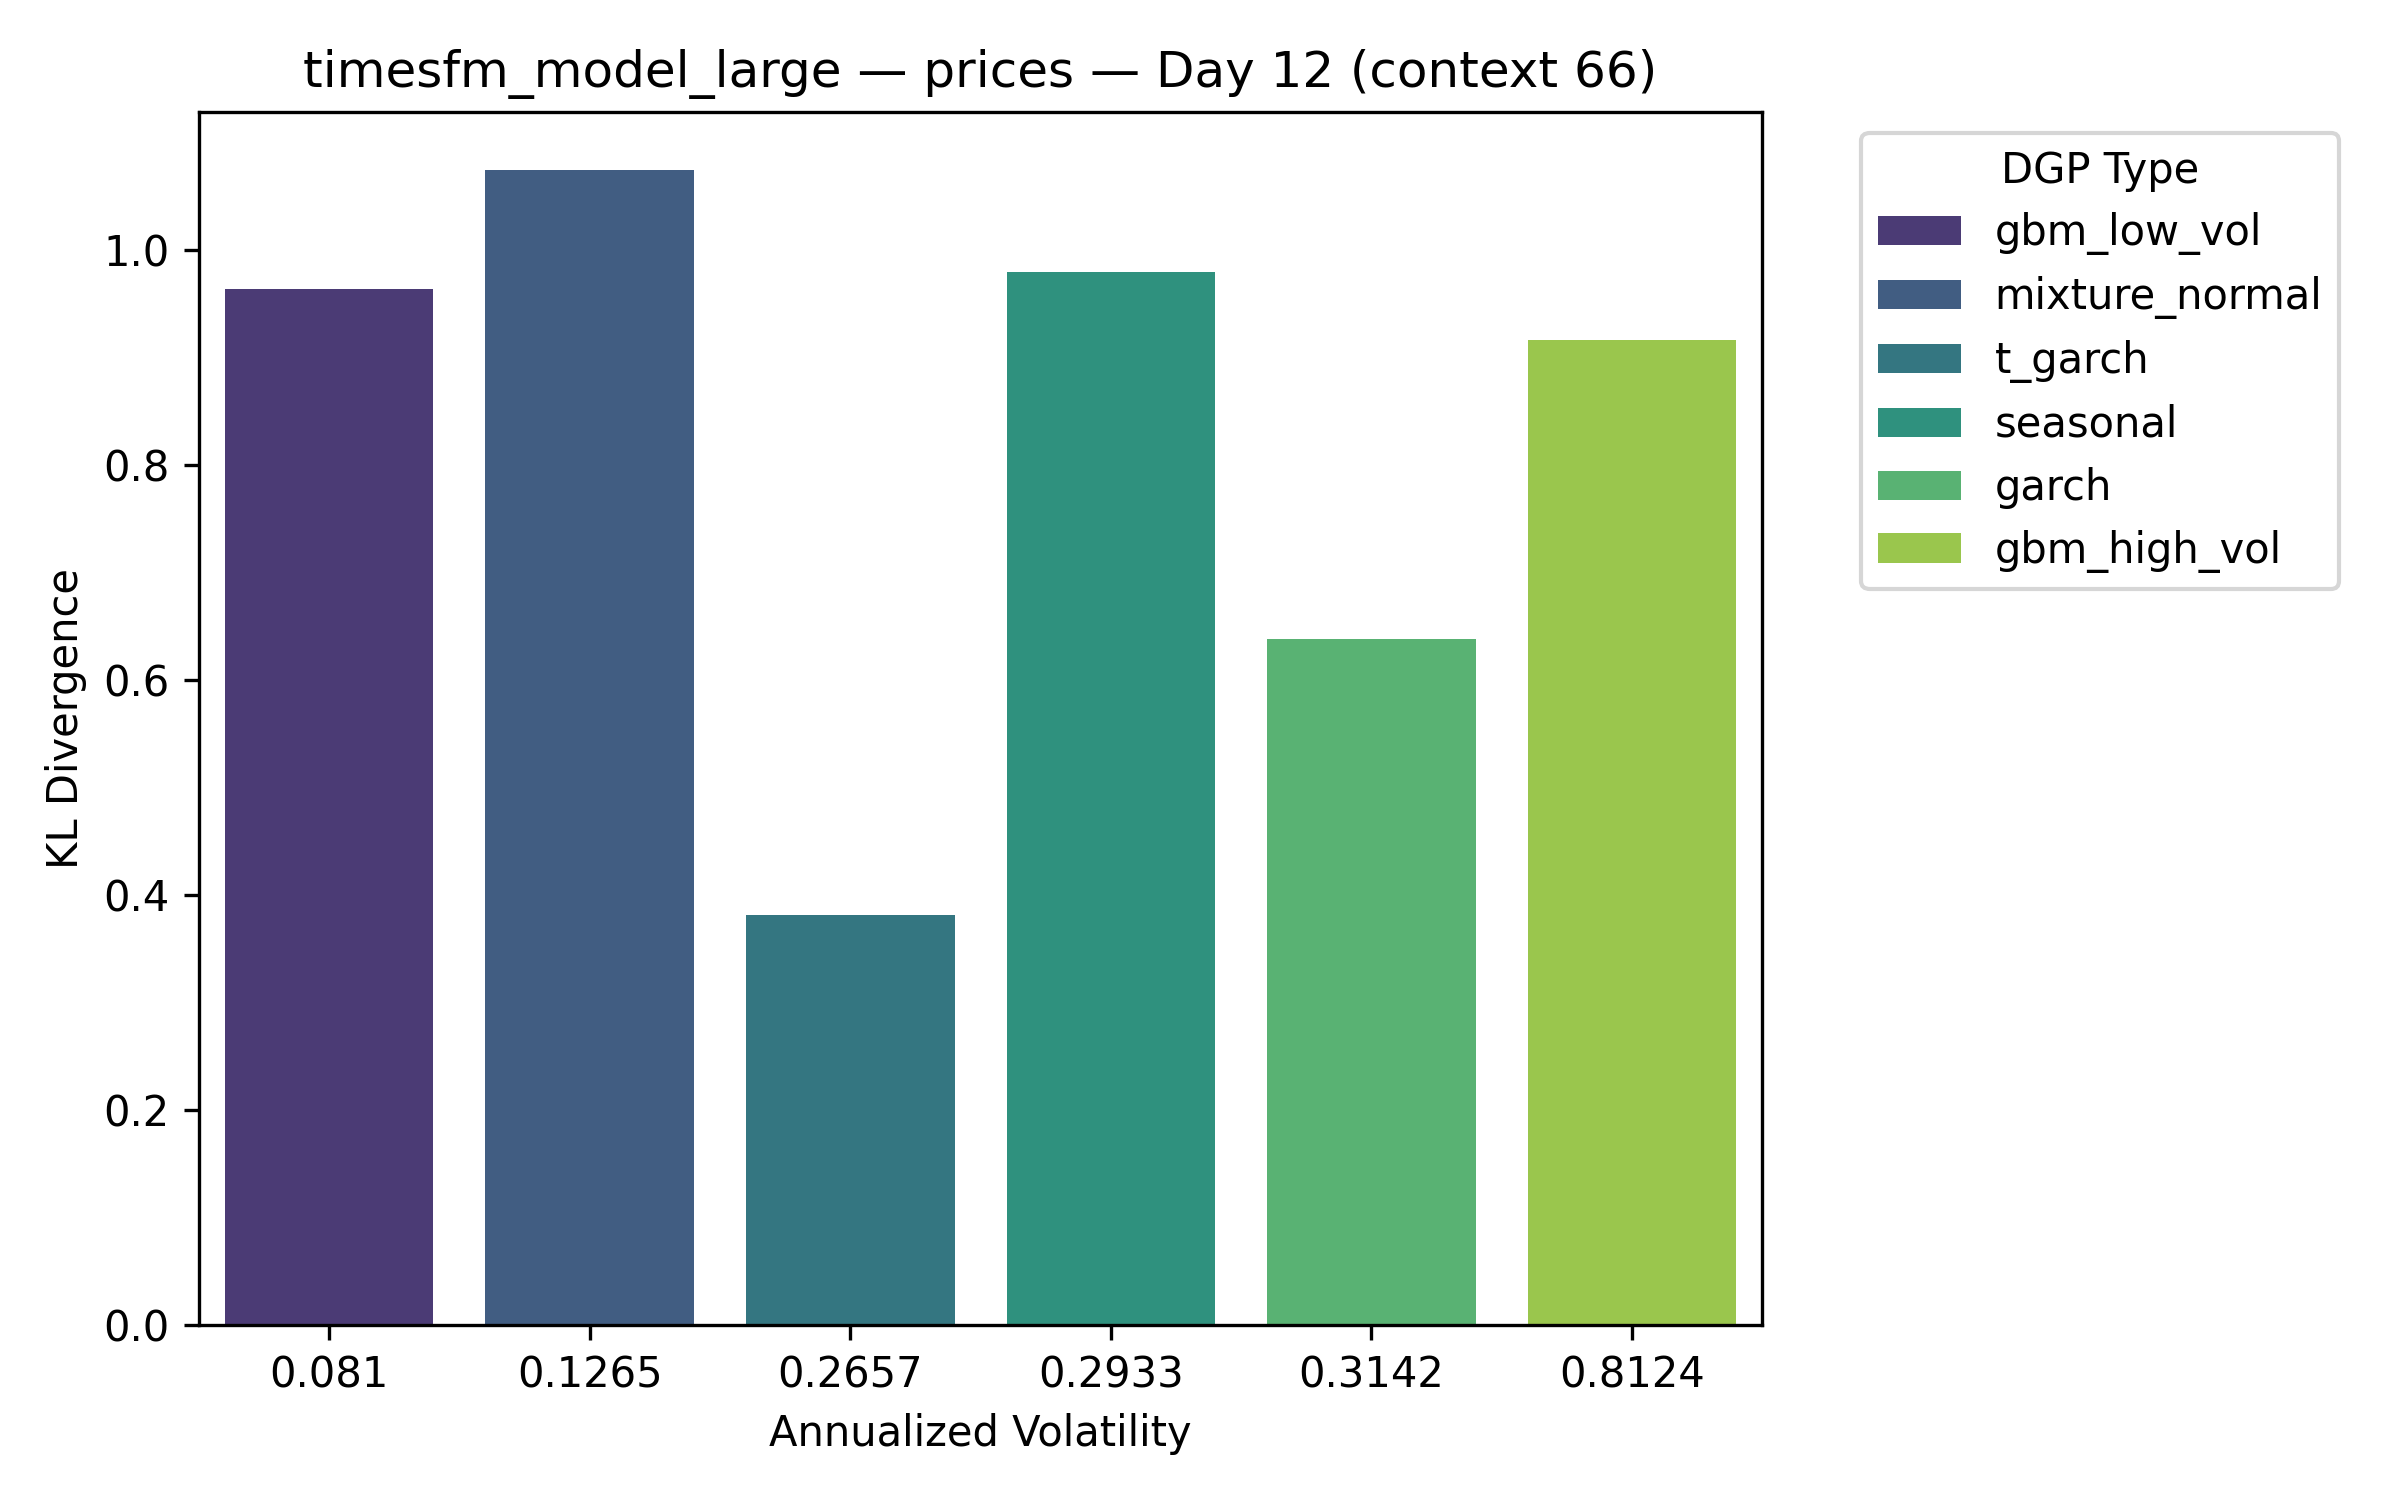 timesfm_model_large — prices — Day 12 (context 66)
KL Divergence
1.0
0.8
0.6
0.4
0.2
0.0
0.081 0.1265 0.2657 0.2933 0.3142 0.8124
Annualized Volatility
DGP Type
gbm_low_vol
mixture_normal
t_garch
seasonal
garch
gbm_high_vol